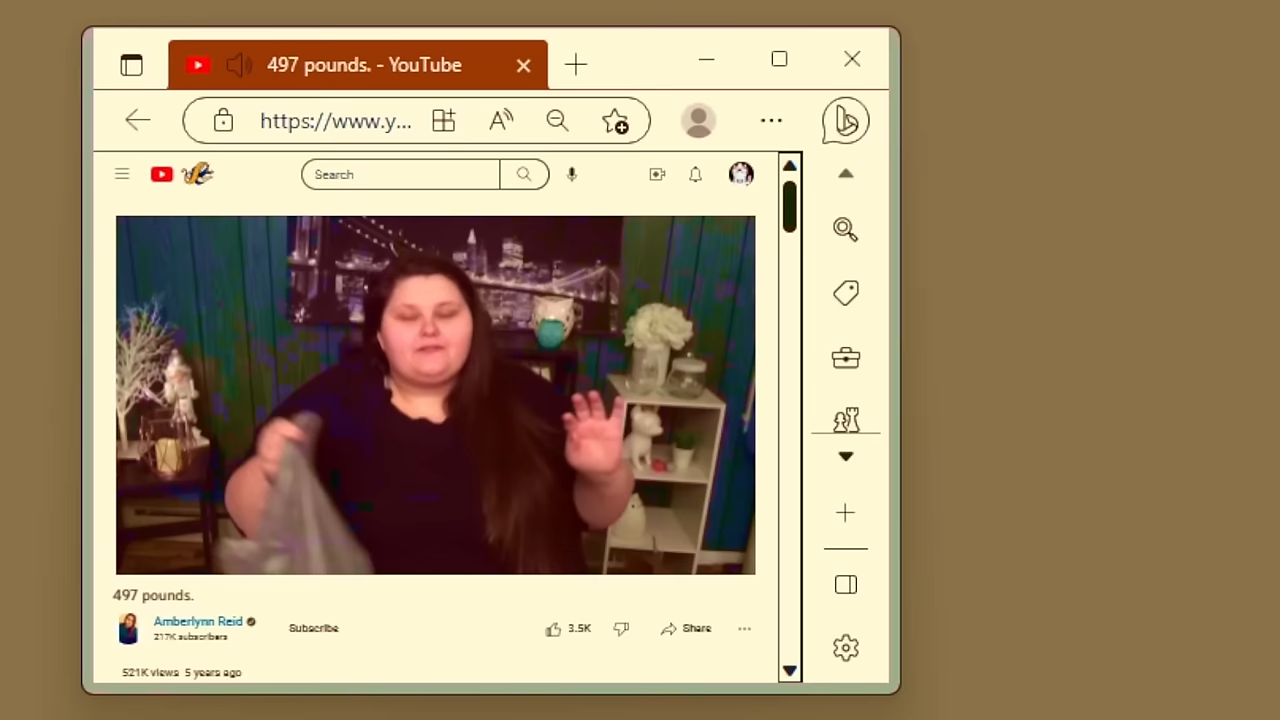 497 pounds. - YouTube
https://www.y...
Search
497 pounds.
Amberlynn Reid
217K subscribers
Subscribe
3.5K
Share
521K views 5 years ago